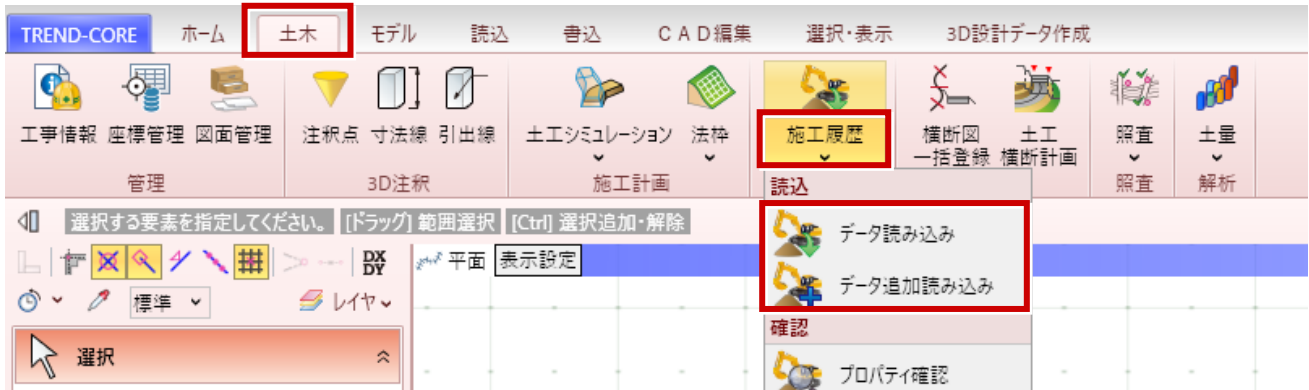 TREND-CORE ホーム 土木 モデル 読込 書込 ＣＡＤ編集 選択・表示 3D設計データ作成
工事情報 座標管理 図面管理 注釈点 寸法線 引出線 土工シミュレーション 法枠 施工履歴 横断図 土工 照査 土量
一括登録 横断計画
管理 3D注釈 施工計画 照査 解析
読込
選択する要素を指定してください。 [ドラッグ] 範囲選択 [Ctrl] 選択追加・解除
データ読み込み
DX
DY
平面 表示設定
データ追加読み込み
標準 レイヤ
確認
選択
プロパティ確認